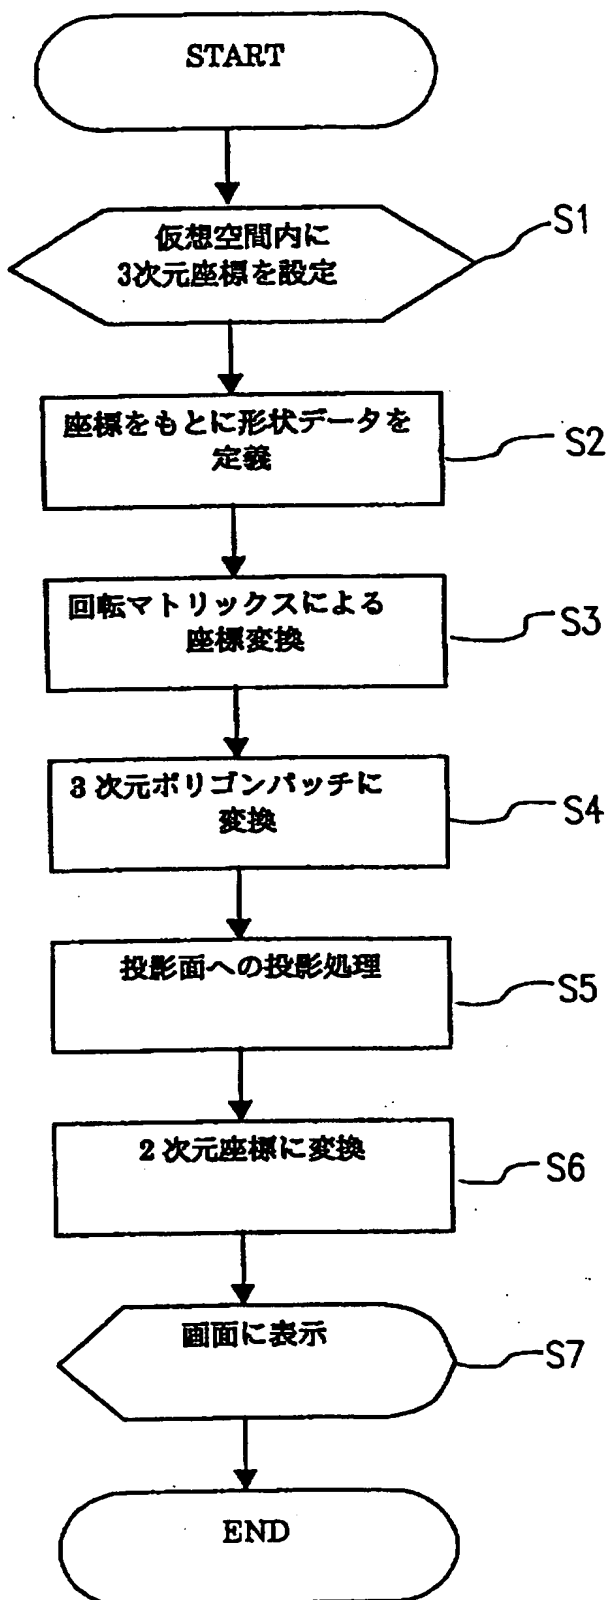 START
仮想空間内に
3次元座標を設定
S1
座標をもとに形状データを
定義
S2
回転マトリックスによる
座標変換
S3
3 次元ポリゴンパッチに
変換
S4
投影面への投影処理
S5
2 次元座標に変換
S6
画面に表示
S7
END